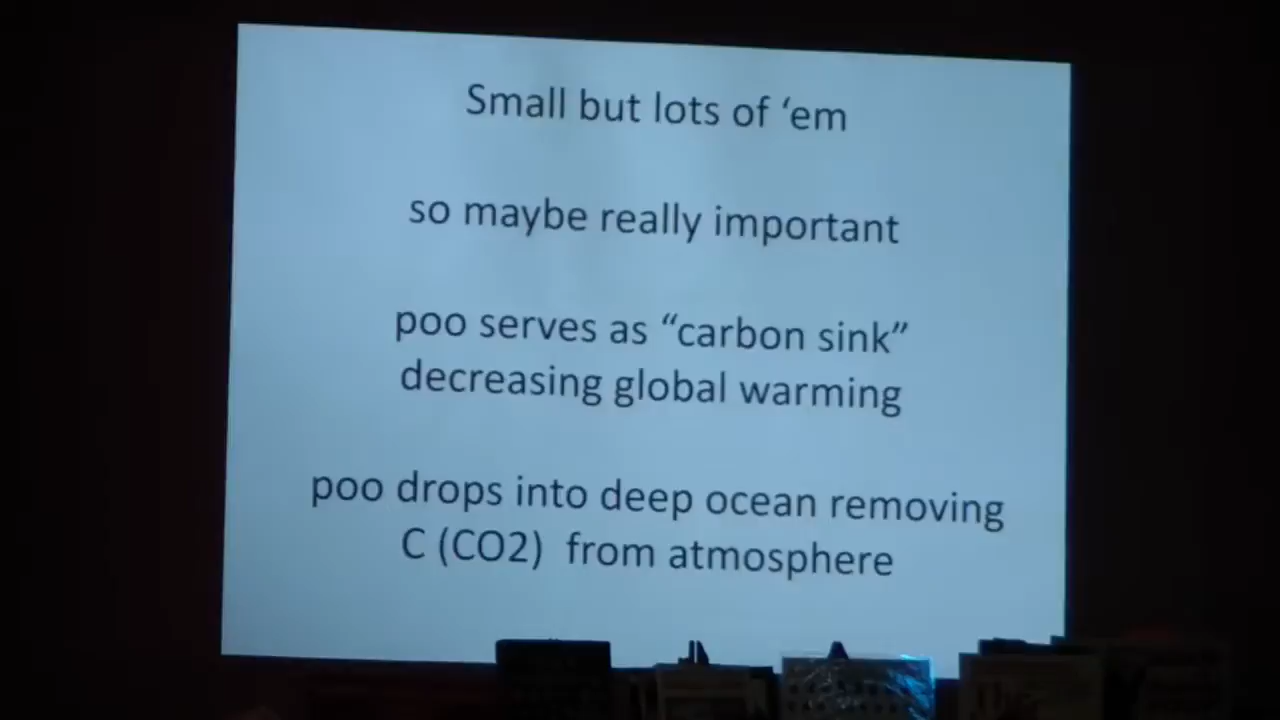 Small but lots of ‘em
so maybe really important
poo serves as “carbon sink”
decreasing global warming
poo drops into deep ocean removing
C (CO2) from atmosphere